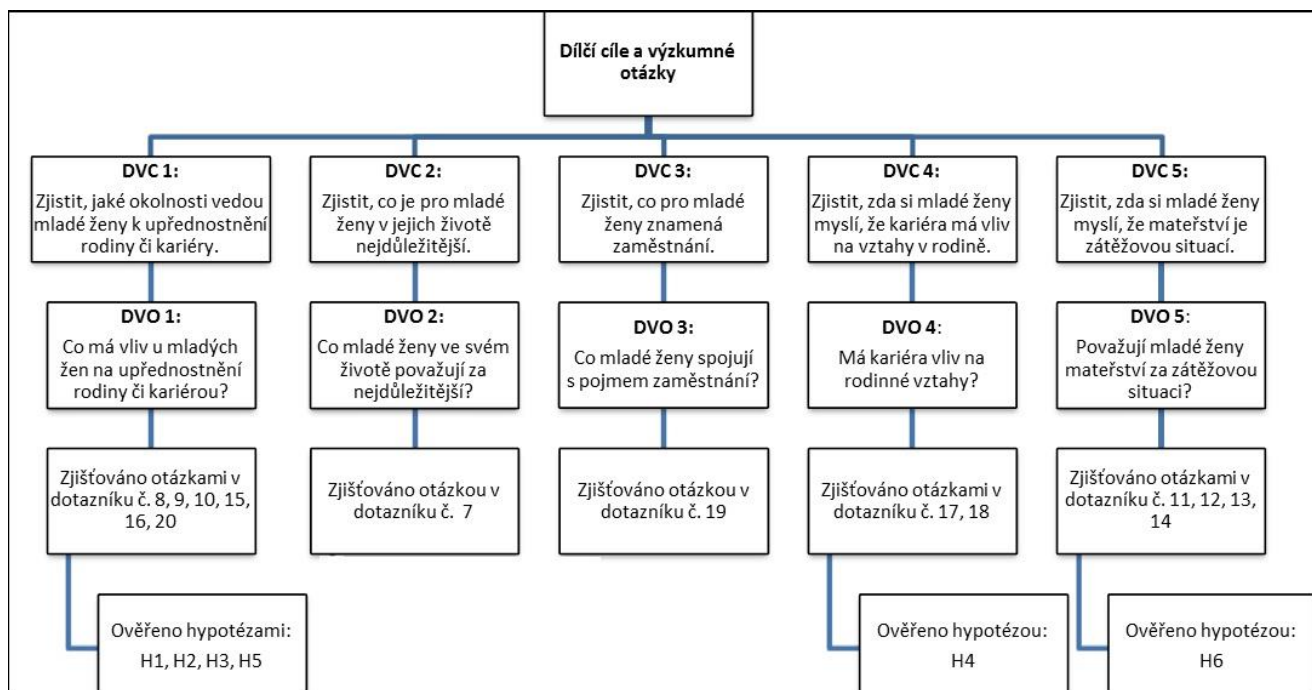 Dílčí cíle a výzkumné
otázky
DVC 1:
Zjistit, jaké okolnosti vedou
mladé ženy k upřednostnění
rodiny či kariéry.
DVC 2:
Zjistit, co je pro mladé
ženy v jejich životě
nejdůležitější.
DVC 3:
Zjistit, co pro mladé
ženy znamená
zaměstnání.
DVC 4:
Zjistit, zda si mladé ženy
myslí, že kariéra má vliv
na vztahy v rodině.
DVC 5:
Zjistit, zda si mladé ženy
myslí, že mateřství je
zátěžovou situací.
DVO 1:
Co má vliv u mladých
žen na upřednostnění
rodiny či kariérou?
DVO 2:
Co mladé ženy ve svém
životě považují za
nejdůležitější?
DVO 3:
Co mladé ženy spojují
s pojmem zaměstnání?
DVO 4:
Má kariéra vliv na
rodinné vztahy?
DVO 5:
Považují mladé ženy
mateřství za zátěžovou
situaci?
Zjišťováno otázkami v
dotazníku č. 8, 9, 10, 15,
16, 20
Zjišťováno otázkou v
dotazníku č. 7
Zjišťováno otázkou v
dotazníku č. 19
Zjišťováno otázkami v
dotazníku č. 17, 18
Zjišťováno otázkami v
dotazníku č. 11, 12, 13,
14
Ověřeno hypotézami:
H1, H2, H3, H5
Ověřeno hypotézou:
H4
Ověřeno hypotézou:
H6